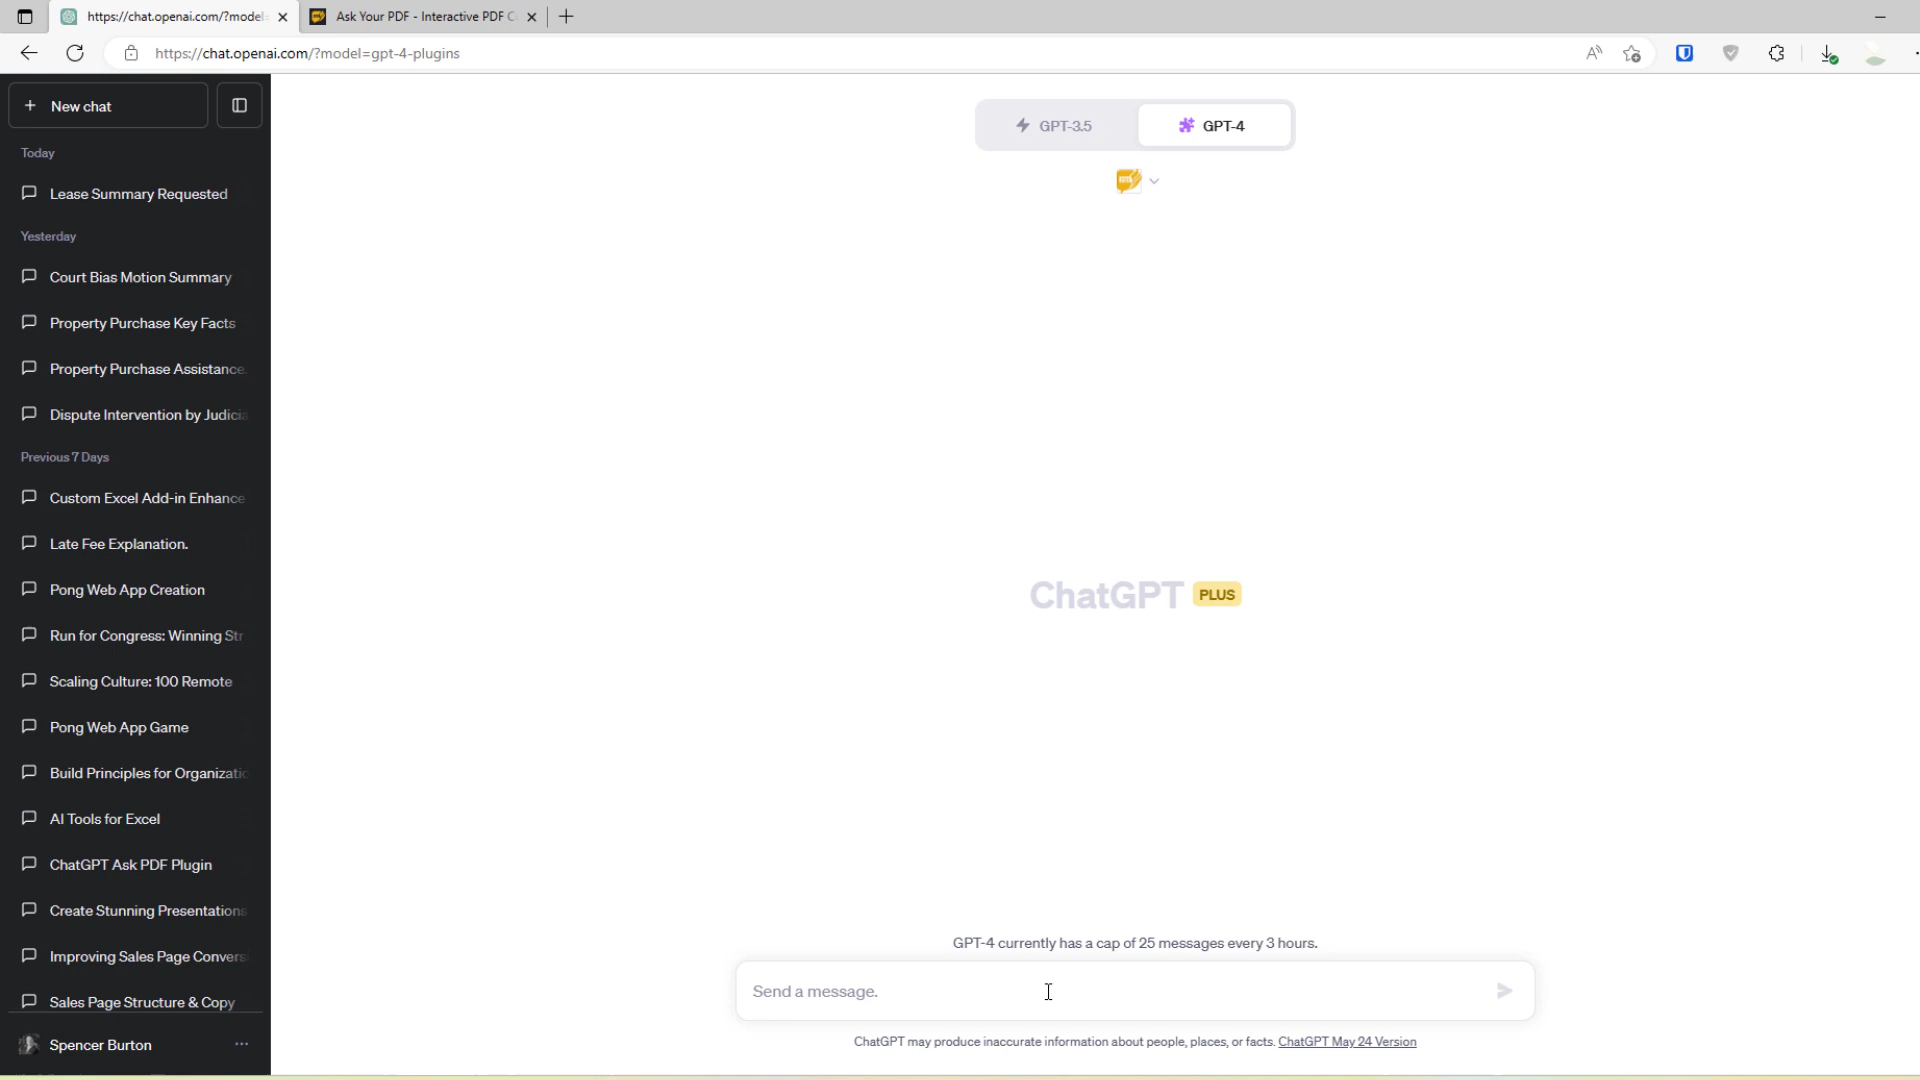 https://chat.openai.com/?model=
Ask Your PDF - Interactive PDF C
https://chat.openai.com/?model=gpt-4-plugins
New chat
GPT-3.5
GPT-4
Today
Lease Summary Requested
Yesterday
Court Bias Motion Summary
Property Purchase Key Facts
Property Purchase Assistance.
Dispute Intervention by Judicia
Previous 7 Days
Custom Excel Add-in Enhance
Late Fee Explanation.
Pong Web App Creation
Run for Congress: Winning Str
Scaling Culture: 100 Remote
Pong Web App Game
Build Principles for Organizatio
AI Tools for Excel
ChatGPT Ask PDF Plugin
Create Stunning Presentations
Improving Sales Page Convers
Sales Page Structure & Copy
Spencer Burton
ChatGPT PLUS
GPT-4 currently has a cap of 25 messages every 3 hours.
Send a message.
ChatGPT may produce inaccurate information about people, places, or facts. ChatGPT May 24 Version